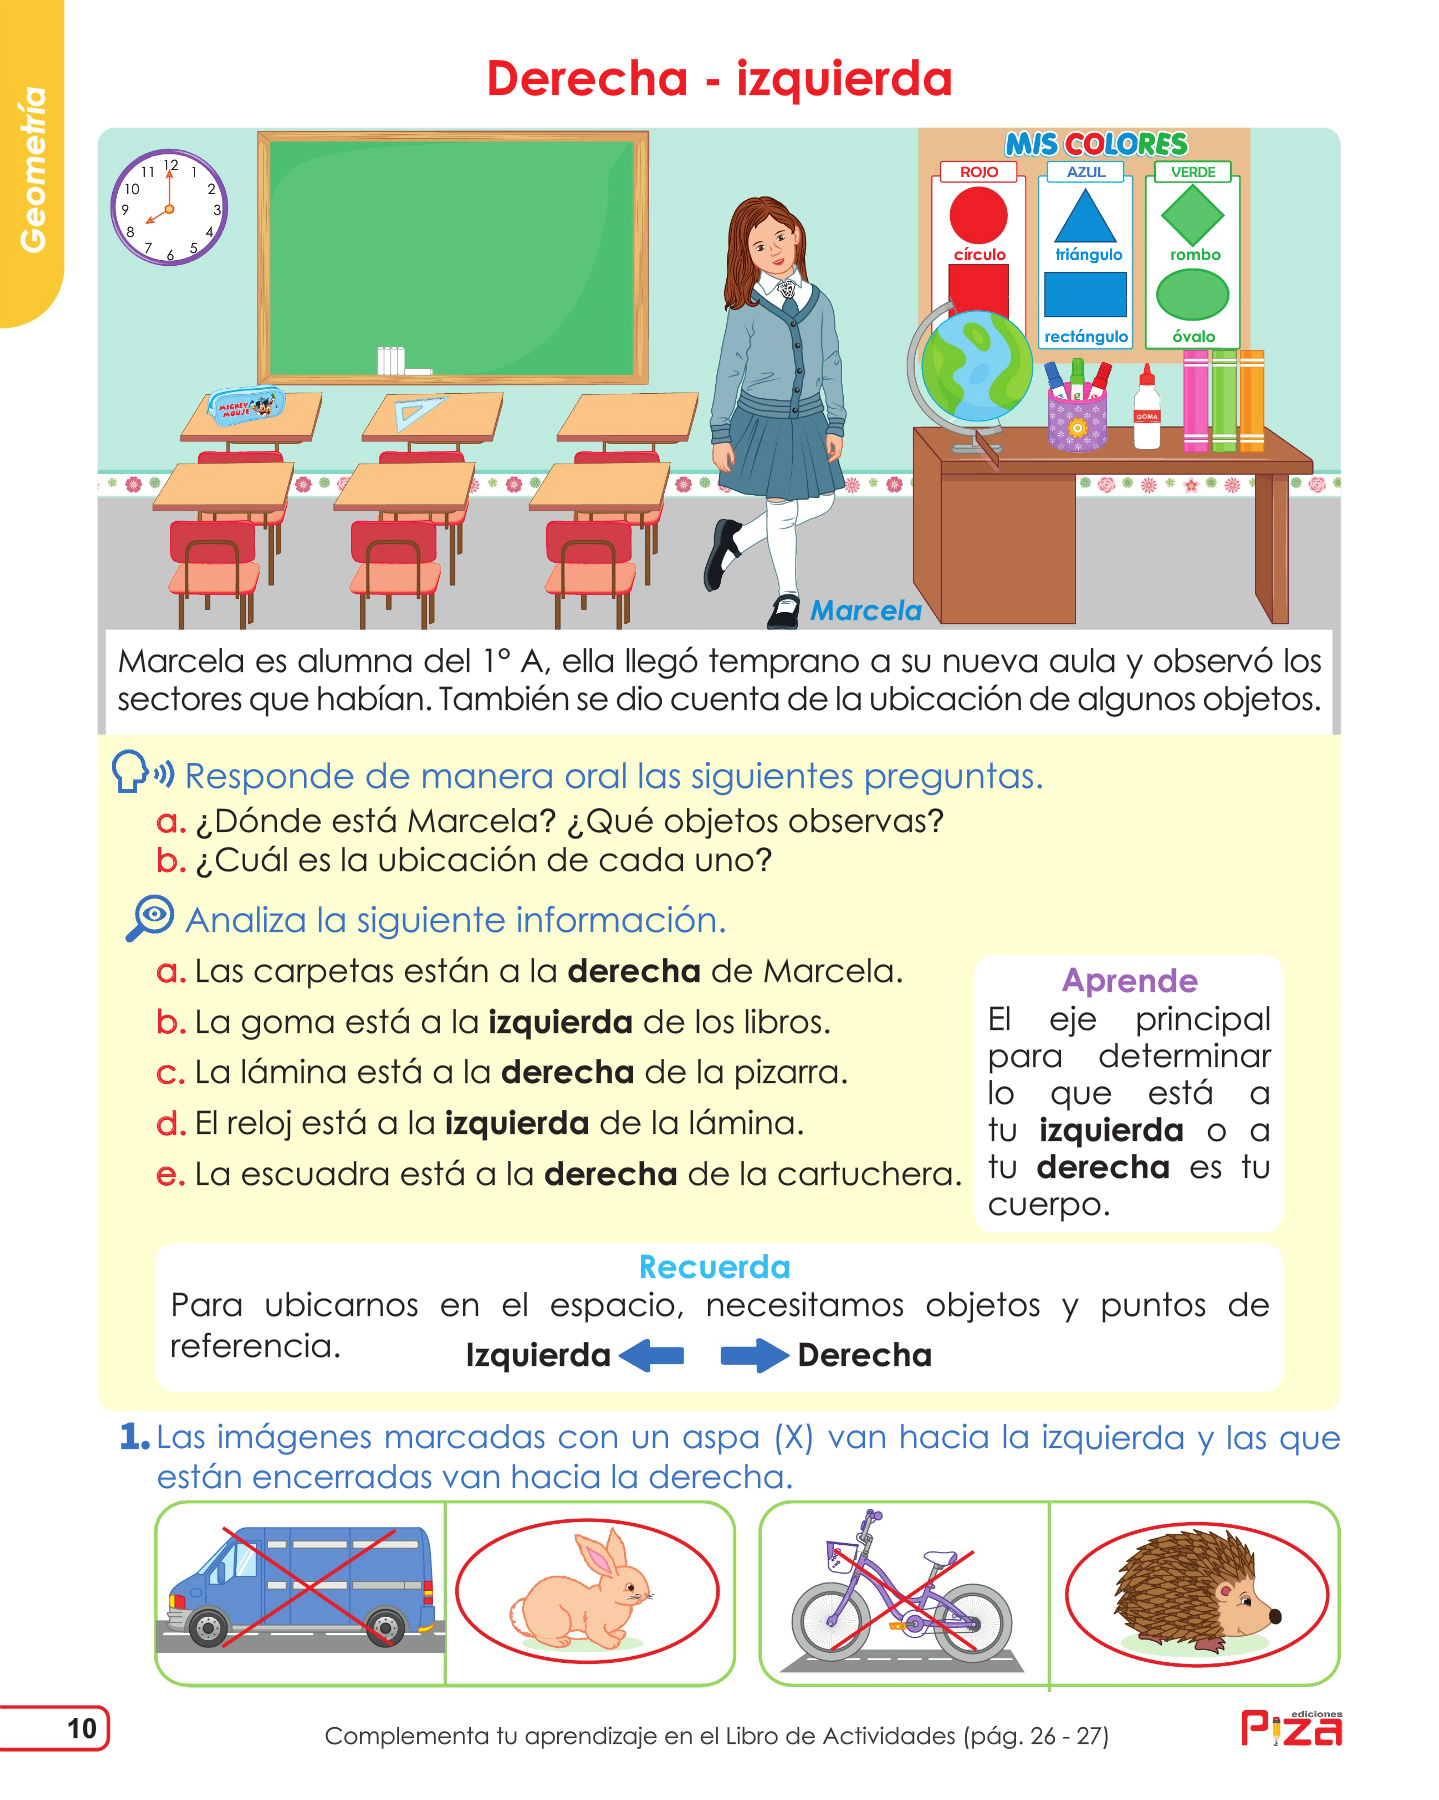 Derecha - izquierda
Geometría
11 12 1
10 2
9 3
8 4
7 6 5
MIS COLORES
ROJO AZUL VERDE
círculo triángulo rombo
rectángulo óvalo
MICKEY
MOUSE
GOMA
Marcela
Marcela es alumna del 1° A, ella llegó temprano a su nueva aula y observó los
sectores que habían. También se dio cuenta de la ubicación de algunos objetos.
Responde de manera oral las siguientes preguntas.
a. ¿Dónde está Marcela? ¿Qué objetos observas?
b. ¿Cuál es la ubicación de cada uno?
Analiza la siguiente información.
a. Las carpetas están a la derecha de Marcela.
b. La goma está a la izquierda de los libros.
c. La lámina está a la derecha de la pizarra.
d. El reloj está a la izquierda de la lámina.
e. La escuadra está a la derecha de la cartuchera.
Aprende
El eje principal
para determinar
lo que está a
tu izquierda o a
tu derecha es tu
cuerpo.
Recuerda
Para ubicarnos en el espacio, necesitamos objetos y puntos de
referencia.
Izquierda Derecha
1. Las imágenes marcadas con un aspa (X) van hacia la izquierda y las que
están encerradas van hacia la derecha.
10
Complementa tu aprendizaje en el Libro de Actividades (pág. 26 - 27)
ediciones
Piza